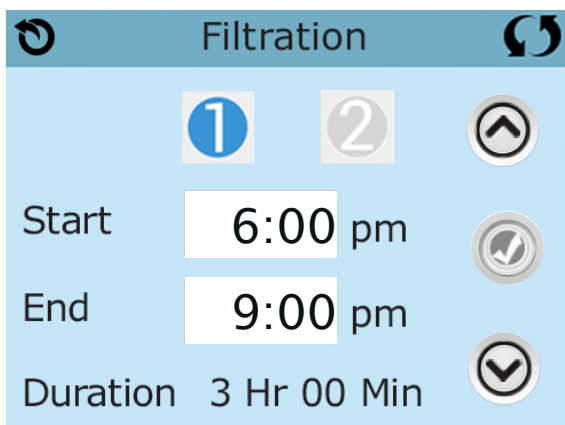 Filtration
1 2
Start 6:00 pm
End 9:00 pm
Duration 3 Hr 00 Min